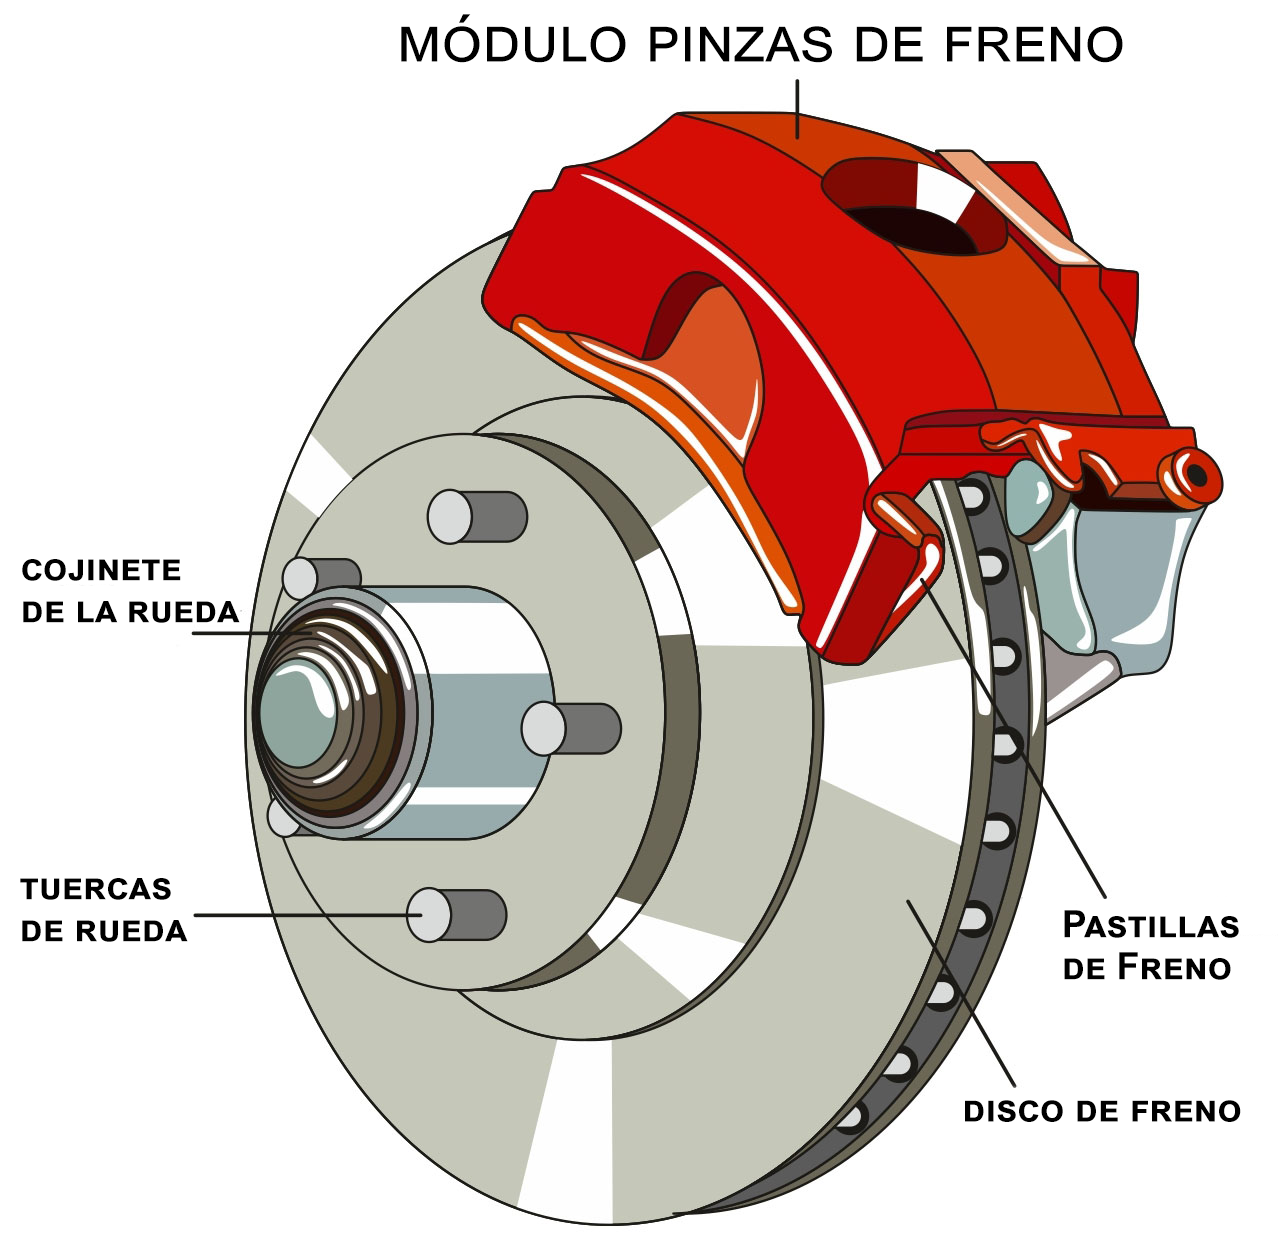 MÓDULO PINZAS DE FRENO
COJINETE
DE LA RUEDA
TUERCAS
DE RUEDA
PASTILLAS
DE FRENO
DISCO DE FRENO